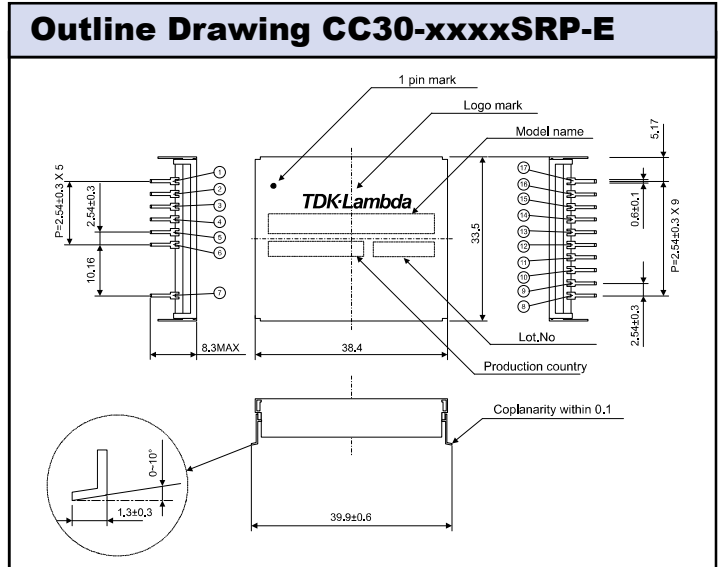 Outline Drawing CC30-xxxxSRP-E
1 pin mark
Logo mark
Model name
TDK·Lambda
Lot.No
Production country
P=2.54±0.3 X 5
2.54±0.3
10.16
1
2
3
4
5
6
7
8.3MAX
38.4
33.5
17
16
15
14
13
12
11
10
9
8
5.17
0.6±0.1
P=2.54±0.3 X 9
2.54±0.3
Coplanarity within 0.1
39.9±0.6
0~10°
1.3±0.3